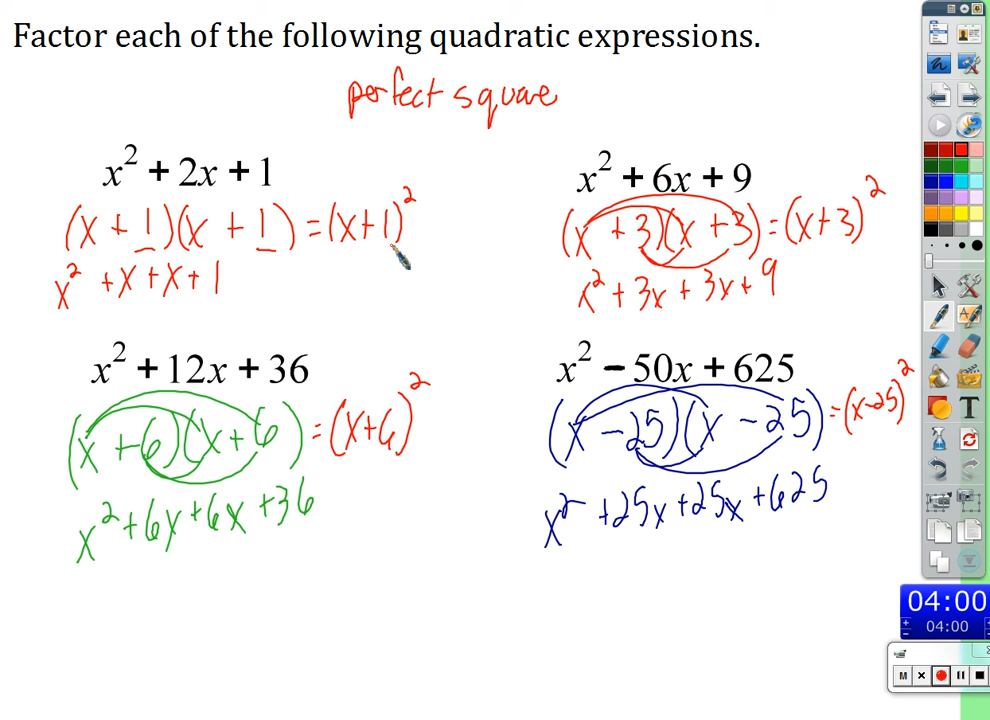 Factor each of the following quadratic expressions.
perfect square
x² + 2x + 1
(x + 1)(x + 1) = (x+1)²
x² + x + x + 1
x² + 6x + 9
(x + 3)(x + 3) = (x+3)²
x² + 3x + 3x + 9
x² + 12x + 36
(x + 6)(x + 6) = (x+6)²
x² + 6x + 6x + 36
x² − 50x + 625
(x − 25)(x − 25) = (x−25)²
x² + 25x + 25x + 625
T
A
04:00
04:00
M